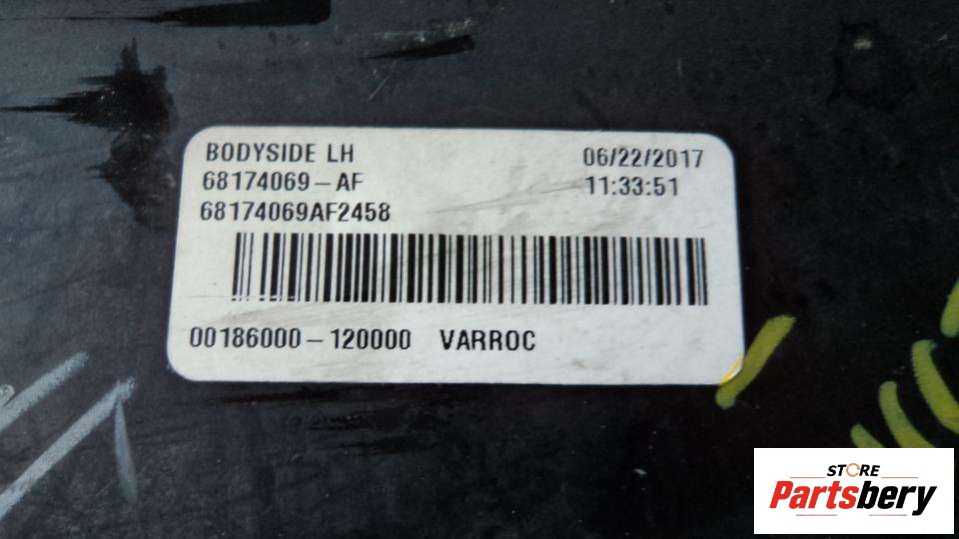 BODYSIDE LH 06/22/2017
68174069-AF 11:33:51
68174069AF2458
00186000-120000 VARROC
STORE
Partsbery